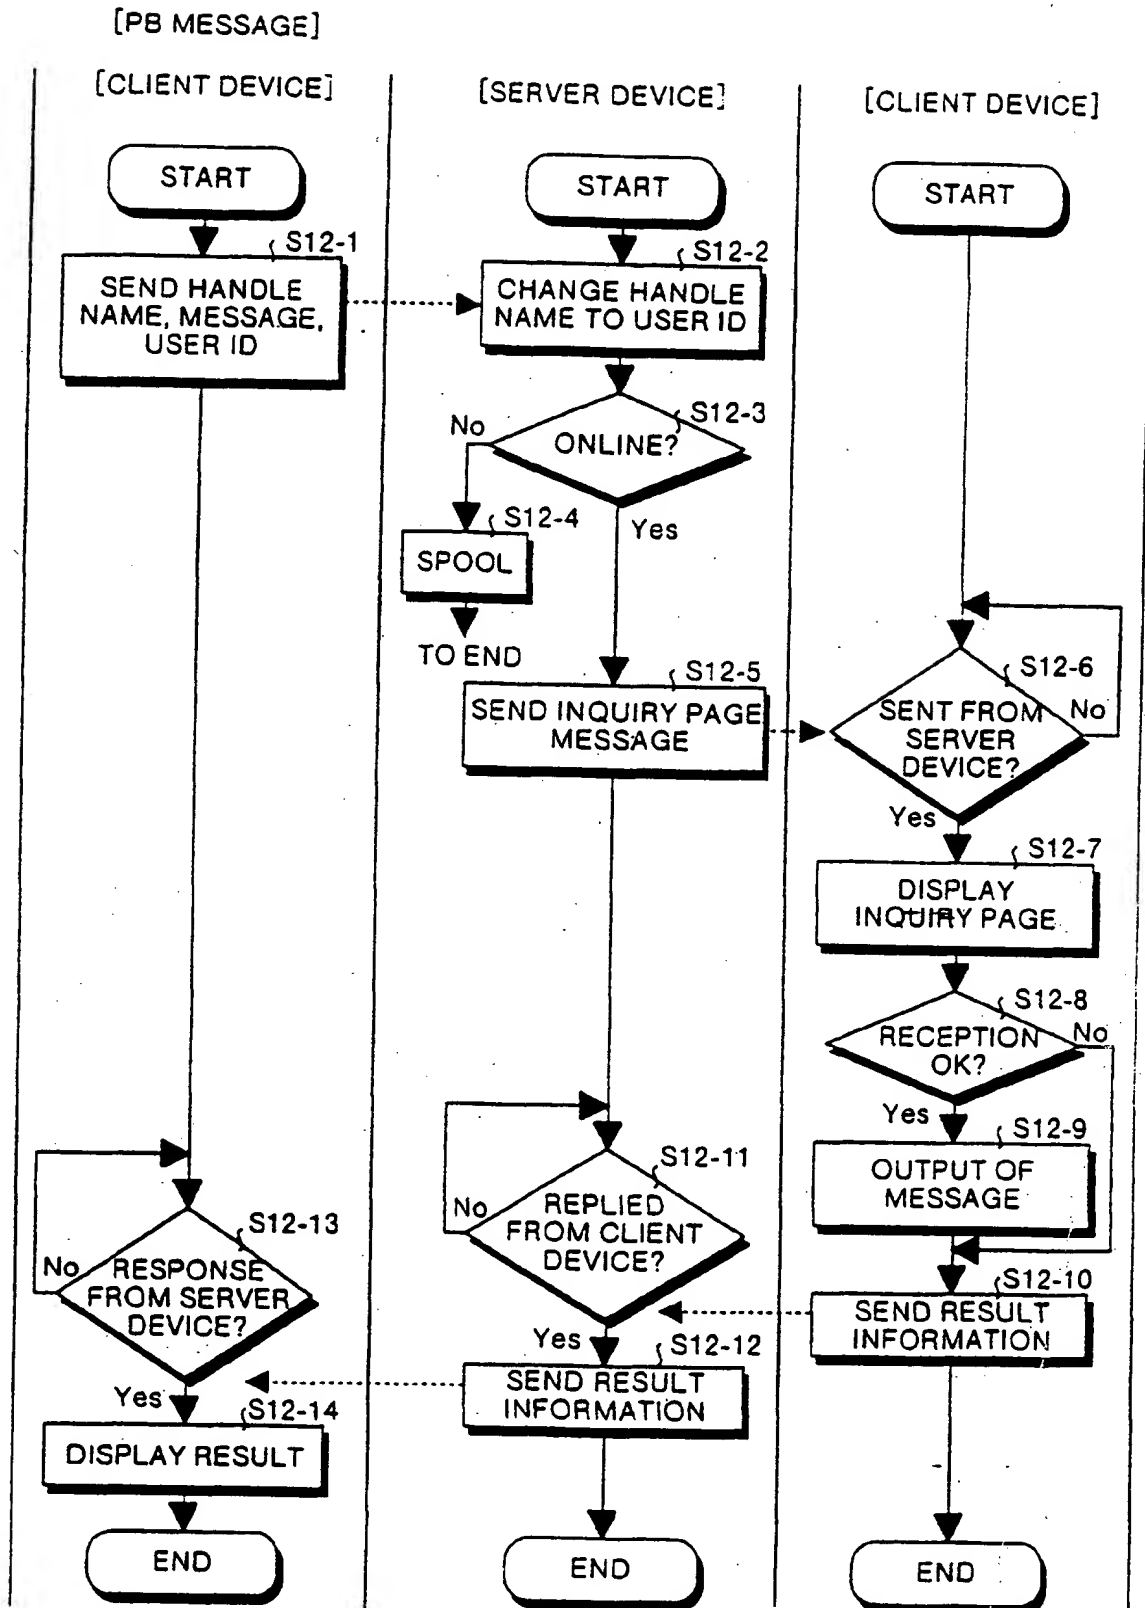 [PB MESSAGE]
[CLIENT DEVICE]
START
S12-1
SEND HANDLE
NAME, MESSAGE,
USER ID
S12-13
No
RESPONSE
FROM SERVER
DEVICE?
Yes
S12-14
DISPLAY RESULT
END
[SERVER DEVICE]
START
S12-2
CHANGE HANDLE
NAME TO USER ID
S12-3
No
ONLINE?
S12-4
Yes
SPOOL
TO END
S12-5
SEND INQUIRY PAGE
MESSAGE
S12-11
No
REPLIED
FROM CLIENT
DEVICE?
Yes
S12-12
SEND RESULT
INFORMATION
END
[CLIENT DEVICE]
START
S12-6
SENT FROM
No
SERVER
DEVICE?
Yes
S12-7
DISPLAY
INQUIRY PAGE
S12-8
RECEPTION
No
OK?
Yes
S12-9
OUTPUT OF
MESSAGE
S12-10
SEND RESULT
INFORMATION
END